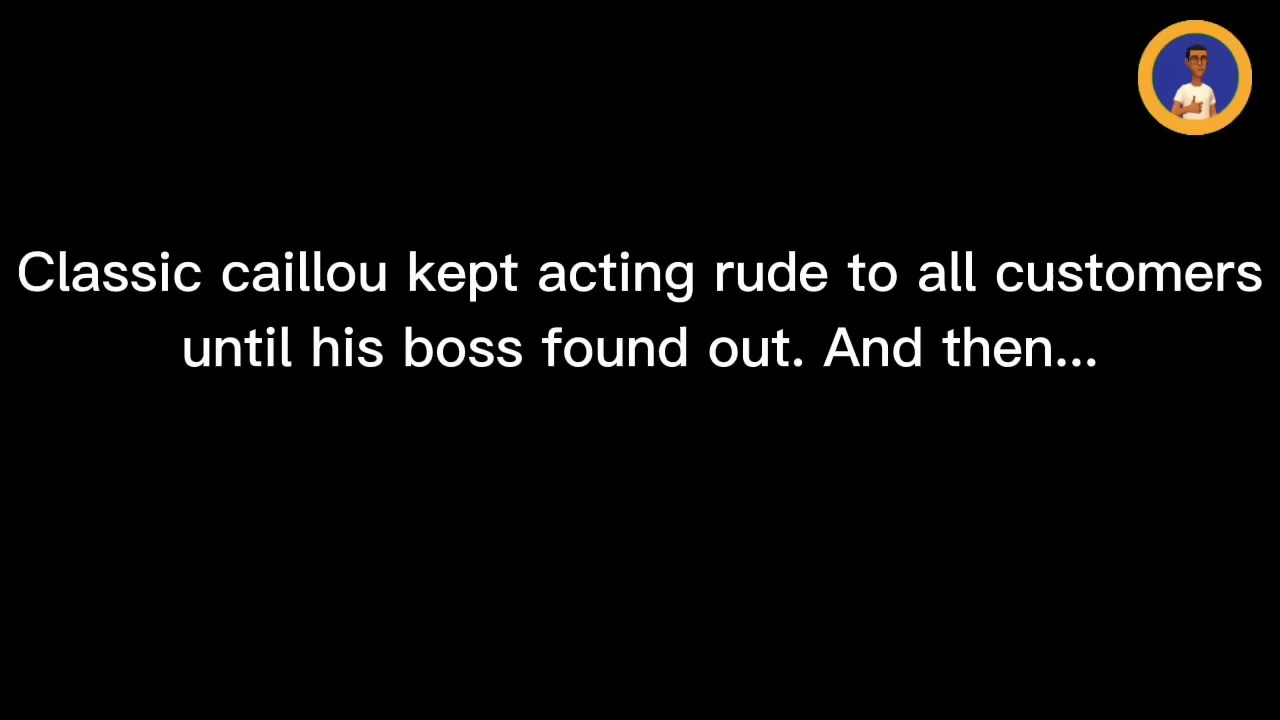 Classic caillou kept acting rude to all customers
until his boss found out. And then...